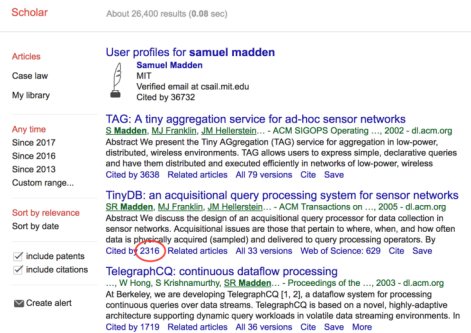 Scholar
About 26,400 results (0.08 sec)
Articles
Case law
My library
Any time
Since 2017
Since 2016
Since 2013
Custom range...
Sort by relevance
Sort by date
include patents
include citations
Create alert
User profiles for samuel madden
Samuel Madden
MIT
Verified email at csail.mit.edu
Cited by 36732
TAG: A tiny aggregation service for ad-hoc sensor networks
S Madden, MJ Franklin, JM Hellerstein… - ACM SIGOPS Operating …, 2002 - dl.acm.org
Abstract We present the Tiny AGgregation (TAG) service for aggregation in low-power,
distributed, wireless environments. TAG allows users to express simple, declarative queries
and have them distributed and executed efficiently in networks of low-power, wireless
Cited by 3638 Related articles All 79 versions Cite Save
TinyDB: an acquisitional query processing system for sensor networks
SR Madden, MJ Franklin, JM Hellerstein… - ACM Transactions on …, 2005 - dl.acm.org
Abstract We discuss the design of an acquisitional query processor for data collection in
sensor networks. Acquisitional issues are those that pertain to where, when, and how often
data is physically acquired (sampled) and delivered to query processing operators. By
Cited by 2316 Related articles All 33 versions Web of Science: 629 Cite Save
TelegraphCQ: continuous dataflow processing
…, W Hong, S Krishnamurthy, SR Madden… - Proceedings of the …, 2003 - dl.acm.org
At Berkeley, we are developing TelegraphCQ [1, 2], a dataflow system for processing
continuous queries over data streams. TelegraphCQ is based on a novel, highly-adaptive
architecture supporting dynamic query workloads in volatile data streaming environments. In
Cited by 1719 Related articles All 36 versions Cite Save More